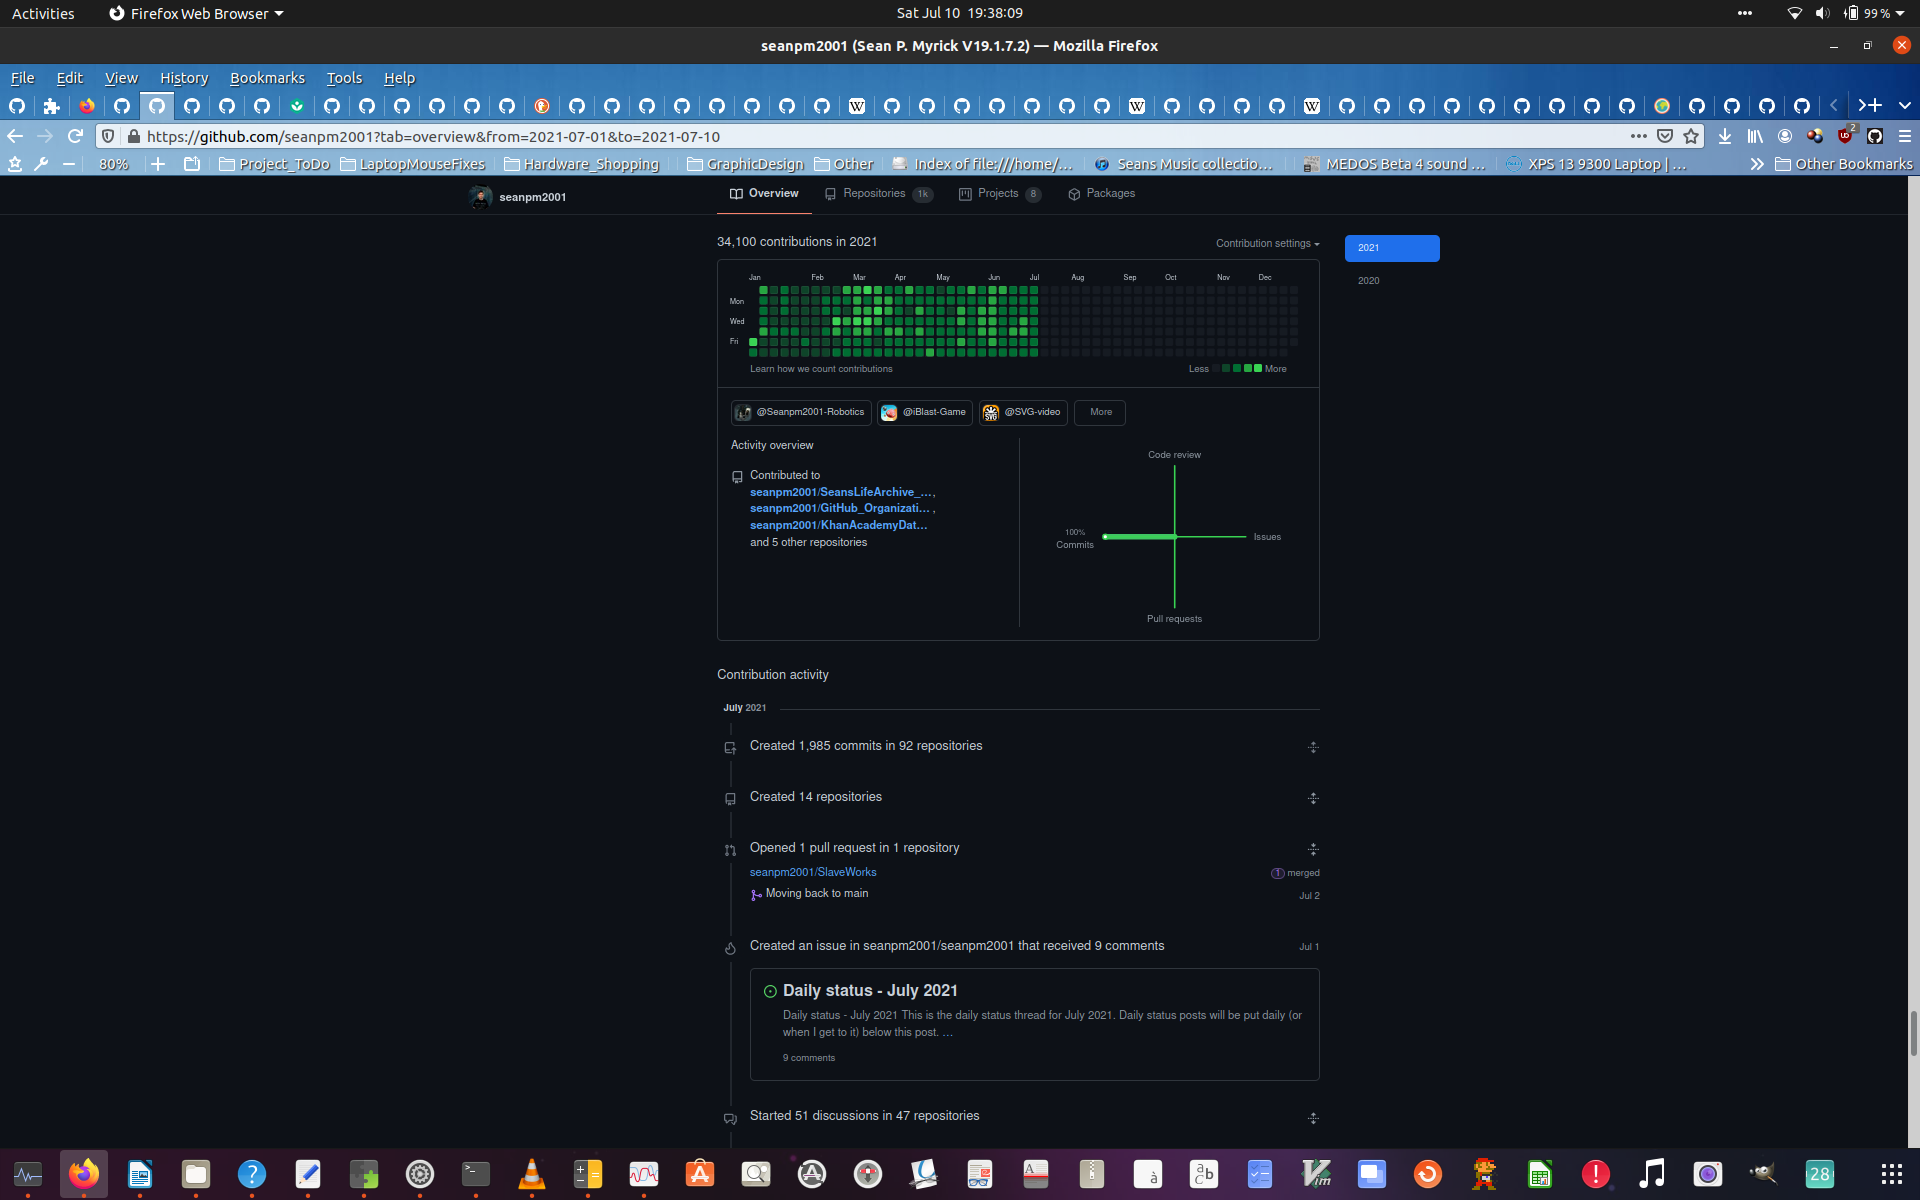 Activities
Firefox Web Browser
Sat Jul 10 19:38:09
99 %
seanpm2001 (Sean P. Myrick V19.1.7.2) — Mozilla Firefox
File Edit View History Bookmarks Tools Help
https://github.com/seanpm2001?tab=overview&from=2021-07-01&to=2021-07-10
2
80%
Project_ToDo
LaptopMouseFixes
Hardware_Shopping
GraphicDesign
Other
Index of file:///home/...
Seans Music collectio...
MEDOS Beta 4 sound ...
XPS 13 9300 Laptop | ...
Other Bookmarks
seanpm2001
Overview
Repositories 1k
Projects 8
Packages
34,100 contributions in 2021
Contribution settings
2021
2020
Jan Feb Mar Apr May Jun Jul Aug Sep Oct Nov Dec
Mon
Wed
Fri
Learn how we count contributions
Less More
@Seanpm2001-Robotics
@iBlast-Game
@SVG-video
More
Activity overview
Contributed to
seanpm2001/SeansLifeArchive_...,
seanpm2001/GitHub_Organizati... ,
seanpm2001/KhanAcademyDat...
and 5 other repositories
Code review
100%
Commits
Issues
Pull requests
Contribution activity
July 2021
Created 1,985 commits in 92 repositories
Created 14 repositories
Opened 1 pull request in 1 repository
seanpm2001/SlaveWorks
1 merged
Moving back to main
Jul 2
Created an issue in seanpm2001/seanpm2001 that received 9 comments
Jul 1
Daily status - July 2021
Daily status - July 2021 This is the daily status thread for July 2021. Daily status posts will be put daily (or
when I get to it) below this post. …
9 comments
Started 51 discussions in 47 repositories
28